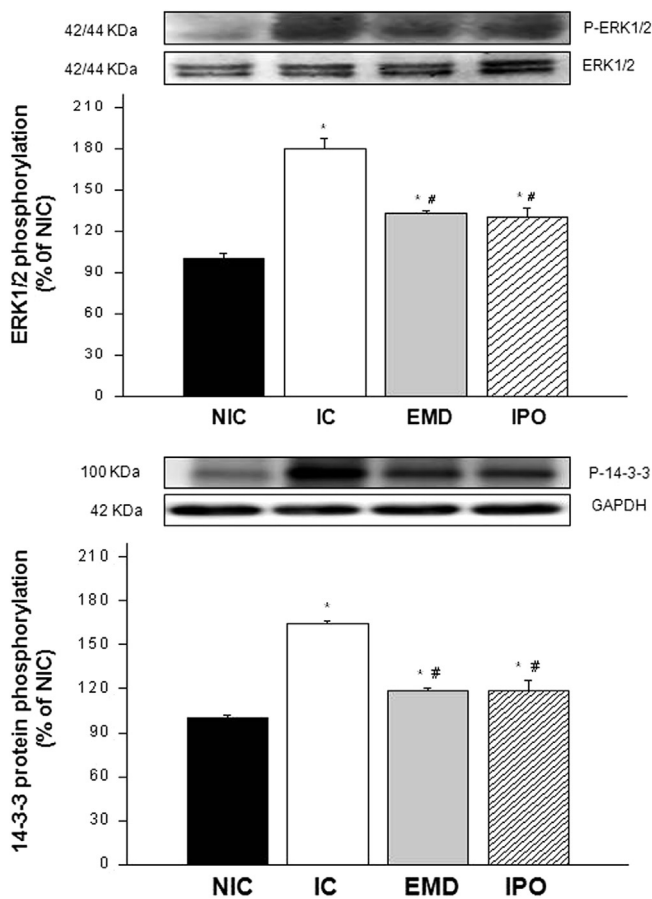 42/44 KDa P-ERK1/2
42/44 KDa ERK1/2
ERK1/2 phosphorylation
(% 0f NIC)
210
180
150
120
90
60
30
0
*
* #
* #
NIC IC EMD IPO
100 KDa P-14-3-3
42 KDa GAPDH
14-3-3 protein phosphorylation
(% of NIC)
210
180
150
120
90
60
30
0
*
* #
* #
NIC IC EMD IPO